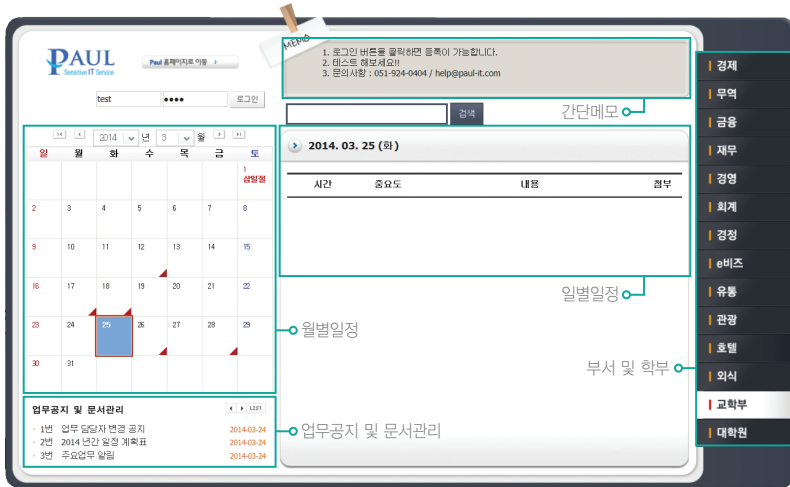 PAUL
Sensitive IT Service
Paul 홈페이지로 이동
MEMO
1. 로그인 버튼을 클릭하면 등록이 가능합니다.
2. 테스트 해보세요!!
3. 문의사항 : 051-924-0404 / help@paul-it.com
test
••••
로그인
검색
간단메모
2014 년 3 월
일 월 화 수 목 금 토
1
삼일절
2 3 4 5 6 7 8
9 10 11 12 13 14 15
16 17 18 19 20 21 22
23 24 25 26 27 28 29
30 31
2014. 03. 25 (화)
시간 중요도 내용 첨부
일별일정
월별일정
부서 및 학부
업무공지 및 문서관리
LIST
· 1번 업무 담당자 변경 공지 2014-03-24
· 2번 2014 년간 일정 계획표 2014-03-24
· 3번 주요업무 알림 2014-03-24
업무공지 및 문서관리
경제
무역
금융
재무
경영
회계
경정
e비즈
유통
관광
호텔
외식
교학부
대학원